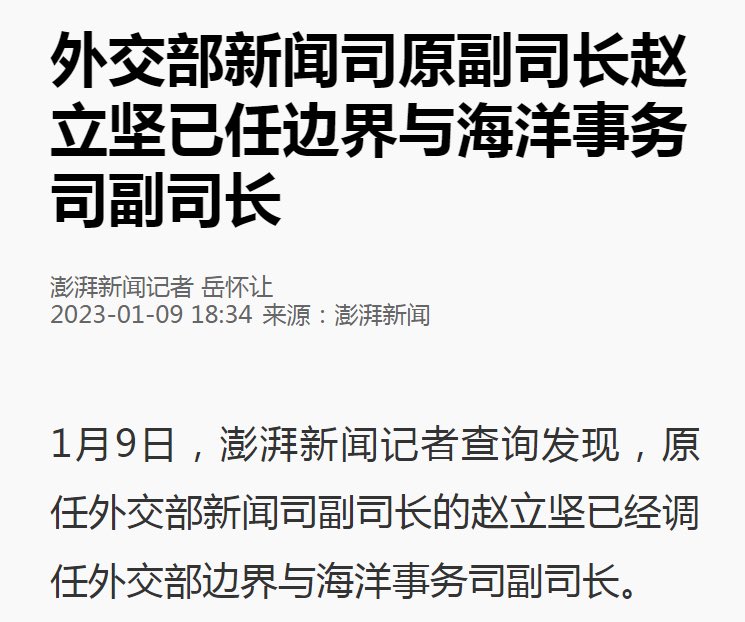 外交部新闻司原副司长赵
立坚已任边界与海洋事务
司副司长
澎湃新闻记者 岳怀让
2023-01-09 18:34 来源：澎湃新闻
1月9日，澎湃新闻记者查询发现，原
任外交部新闻司副司长的赵立坚已经调
任外交部边界与海洋事务司副司长。